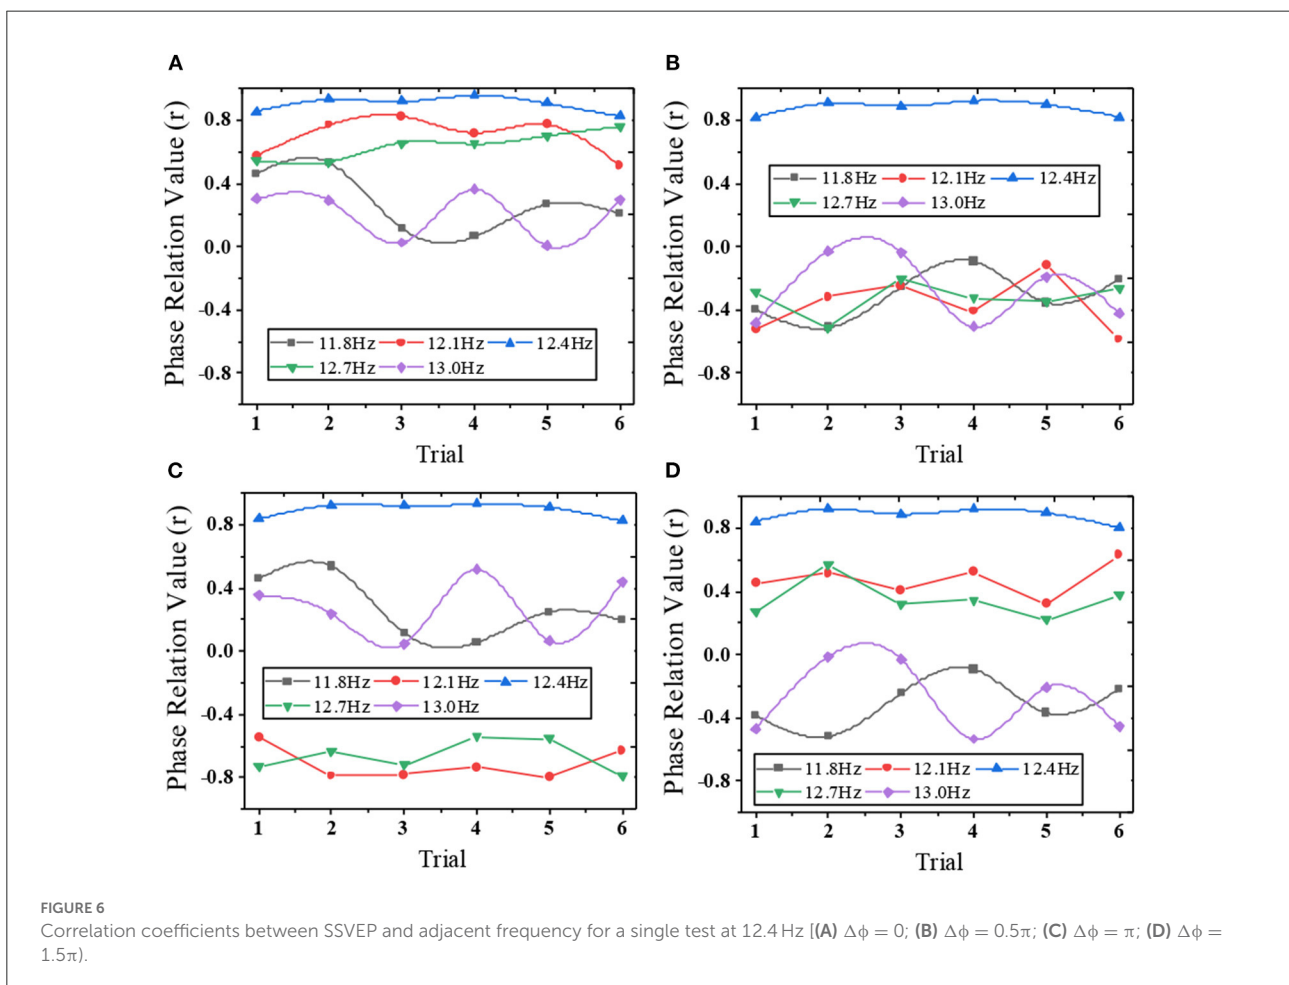 A
Phase Relation Value (r)
0.8
0.4
0.0
-0.4
-0.8
11.8Hz 12.1Hz 12.4Hz
12.7Hz 13.0Hz
1 2 3 4 5 6
Trial
B
Phase Relation Value (r)
0.8
0.4
0.0
-0.4
-0.8
11.8Hz 12.1Hz 12.4Hz
12.7Hz 13.0Hz
1 2 3 4 5 6
Trial
C
Phase Relation Value (r)
0.8
0.4
0.0
-0.4
-0.8
11.8Hz 12.1Hz 12.4Hz
12.7Hz 13.0Hz
1 2 3 4 5 6
Trial
D
Phase Relation Value (r)
0.8
0.4
0.0
-0.4
-0.8
11.8Hz 12.1Hz 12.4Hz
12.7Hz 13.0Hz
1 2 3 4 5 6
Trial
FIGURE 6
Correlation coefficients between SSVEP and adjacent frequency for a single test at 12.4 Hz [(A) Δϕ = 0; (B) Δϕ = 0.5π; (C) Δϕ = π; (D) Δϕ =
1.5π).